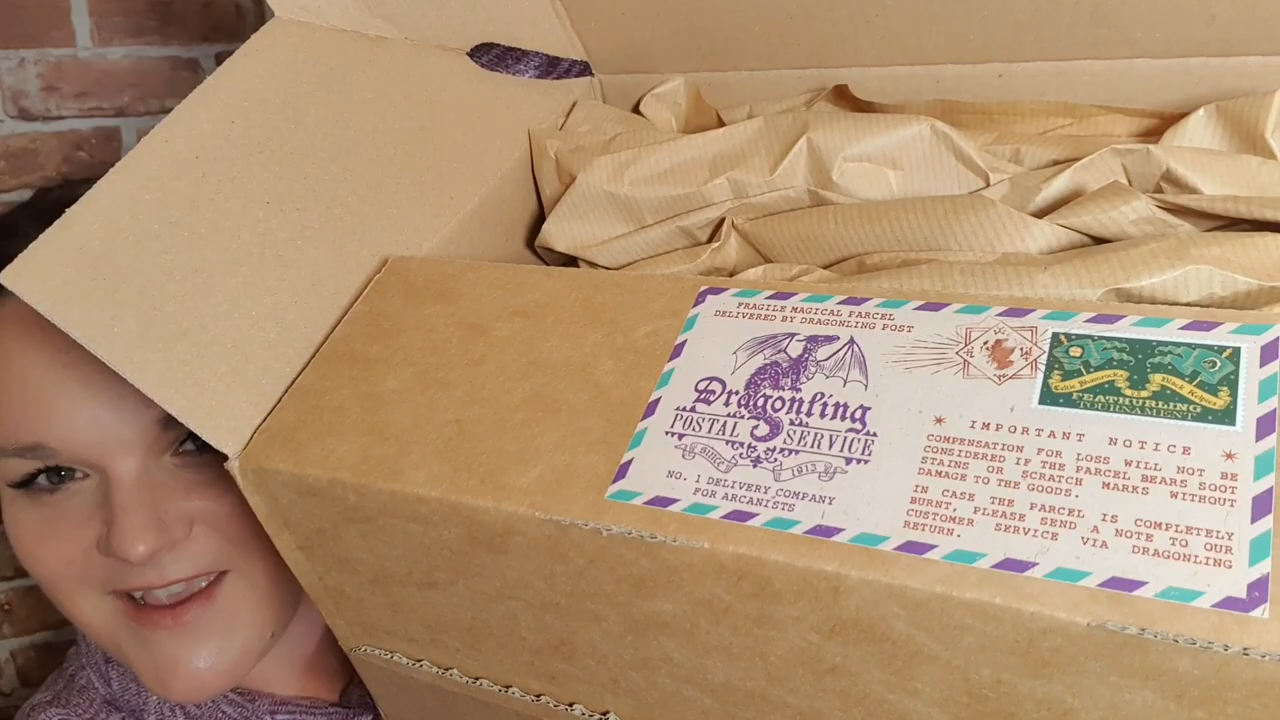 FRAGILE MAGICAL PARCEL
DELIVERED BY DRAGONLING POST
Dragonling
POSTAL SERVICE
since 1913
NO. 1 DELIVERY COMPANY
FOR ARCANISTS
Celtic Shamrocks vs Black Kelpies
FEATHURLING
TOURNAMENT
IMPORTANT NOTICE
COMPENSATION FOR LOSS WILL NOT BE
CONSIDERED IF THE PARCEL BEARS SOOT
STAINS OR SCRATCH MARKS WITHOUT
DAMAGE TO THE GOODS.
IN CASE THE PARCEL IS COMPLETELY
BURNT, PLEASE SEND A NOTE TO OUR
CUSTOMER SERVICE VIA DRAGONLING
RETURN.